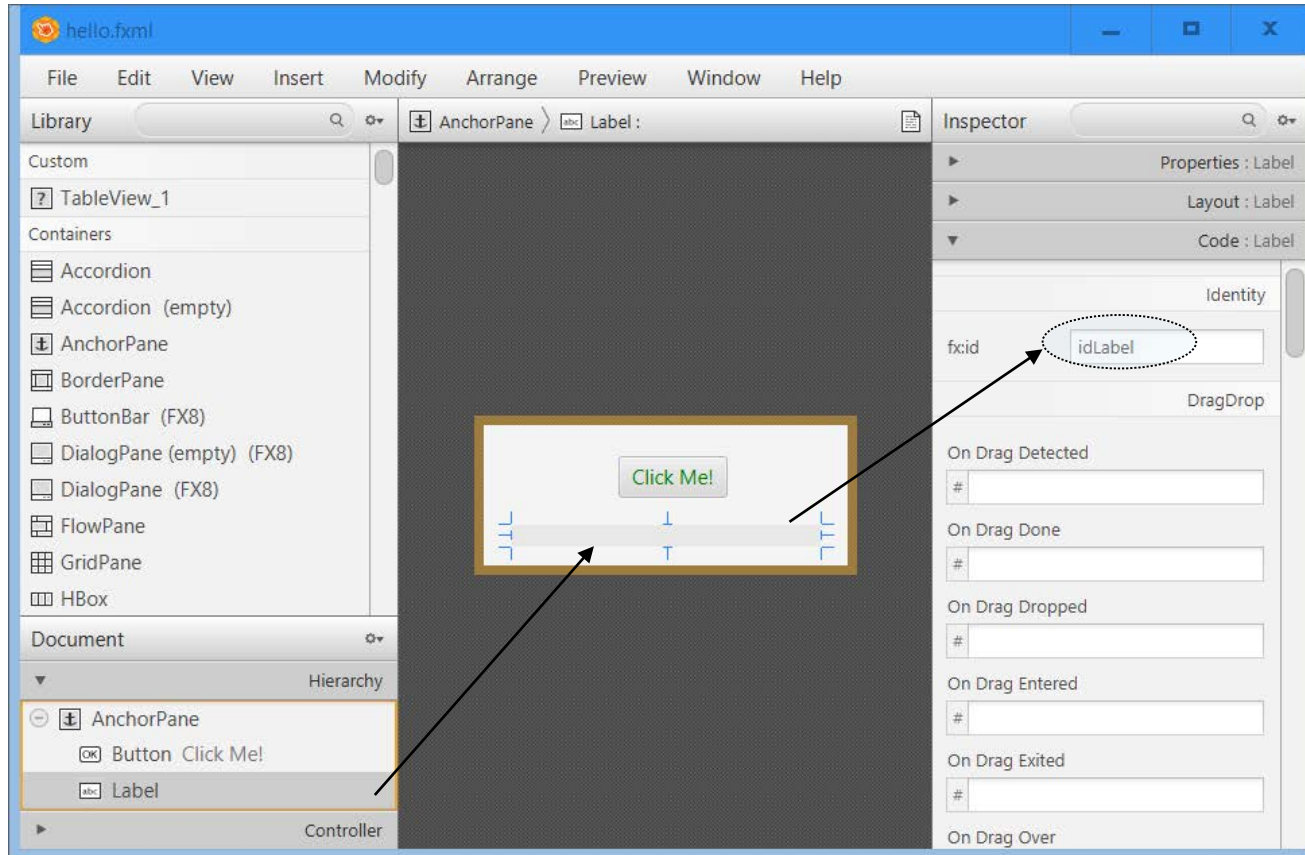 hello.fxml
File Edit View Insert Modify Arrange Preview Window Help
Library
Custom
? TableView_1
Containers
Accordion
Accordion (empty)
AnchorPane
BorderPane
ButtonBar (FX8)
DialogPane (empty) (FX8)
DialogPane (FX8)
FlowPane
GridPane
HBox
Document
Hierarchy
AnchorPane
OK Button Click Me!
abc Label
Controller
AnchorPane abc Label :
Click Me!
Inspector
Properties : Label
Layout : Label
Code : Label
Identity
fx:id idLabel
DragDrop
On Drag Detected
#
On Drag Done
#
On Drag Dropped
#
On Drag Entered
#
On Drag Exited
#
On Drag Over